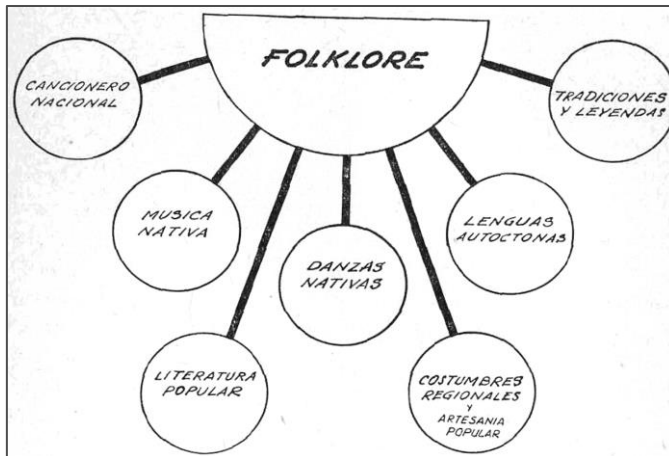 FOLKLORE
CANCIONERO
NACIONAL
TRADICIONES
Y LEYENDAS
MUSICA
NATIVA
LENGUAS
AUTOCTONAS
DANZAS
NATIVAS
LITERATURA
POPULAR
COSTUMBRES
REGIONALES
Y
ARTESANIA
POPULAR